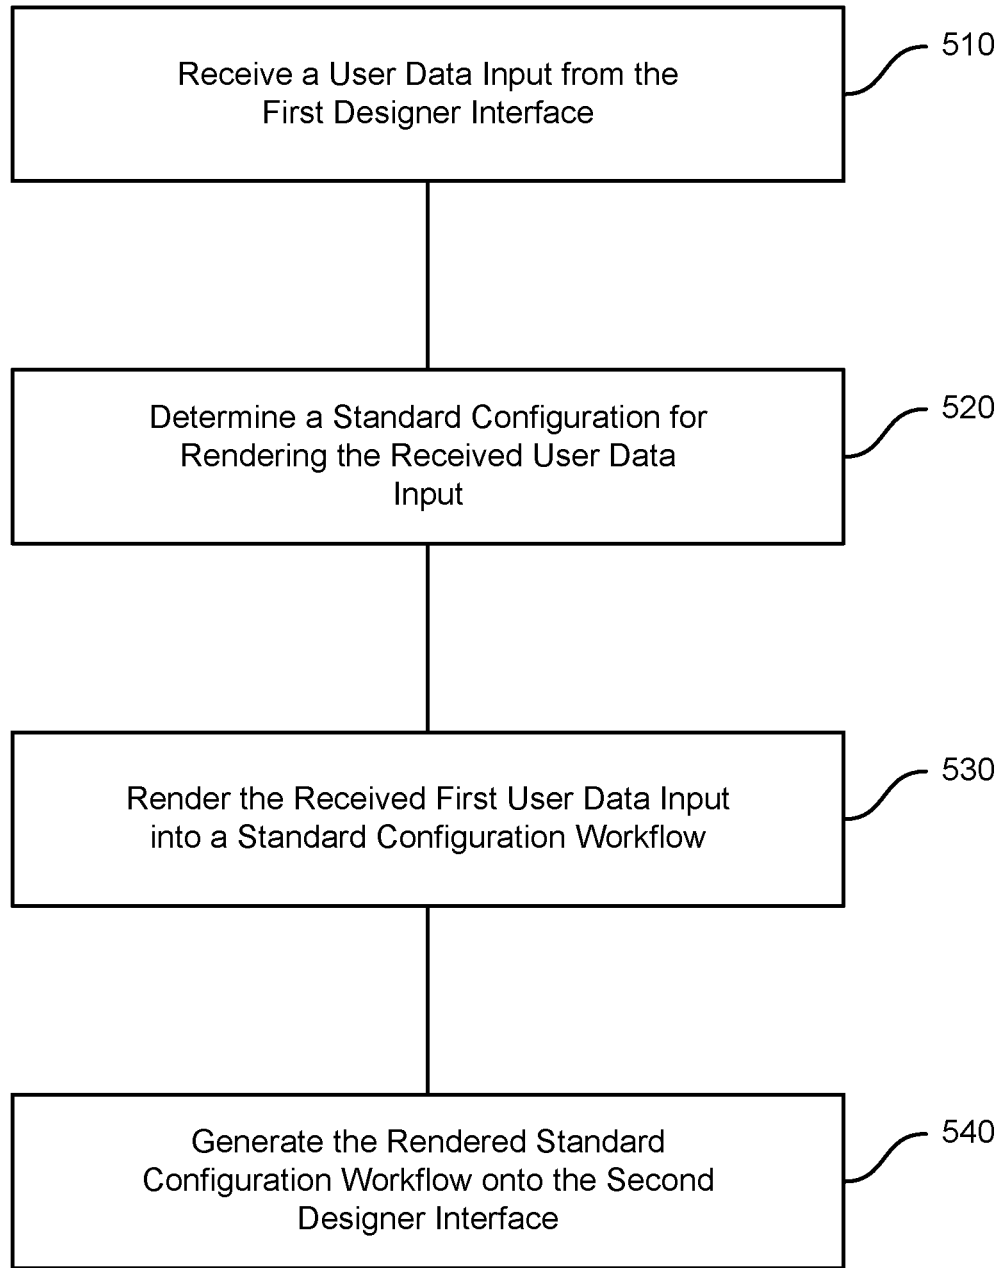 Receive a User Data Input from the
First Designer Interface
510
Determine a Standard Configuration for
Rendering the Received User Data
Input
520
Render the Received First User Data Input
into a Standard Configuration Workflow
530
Generate the Rendered Standard
Configuration Workflow onto the Second
Designer Interface
540